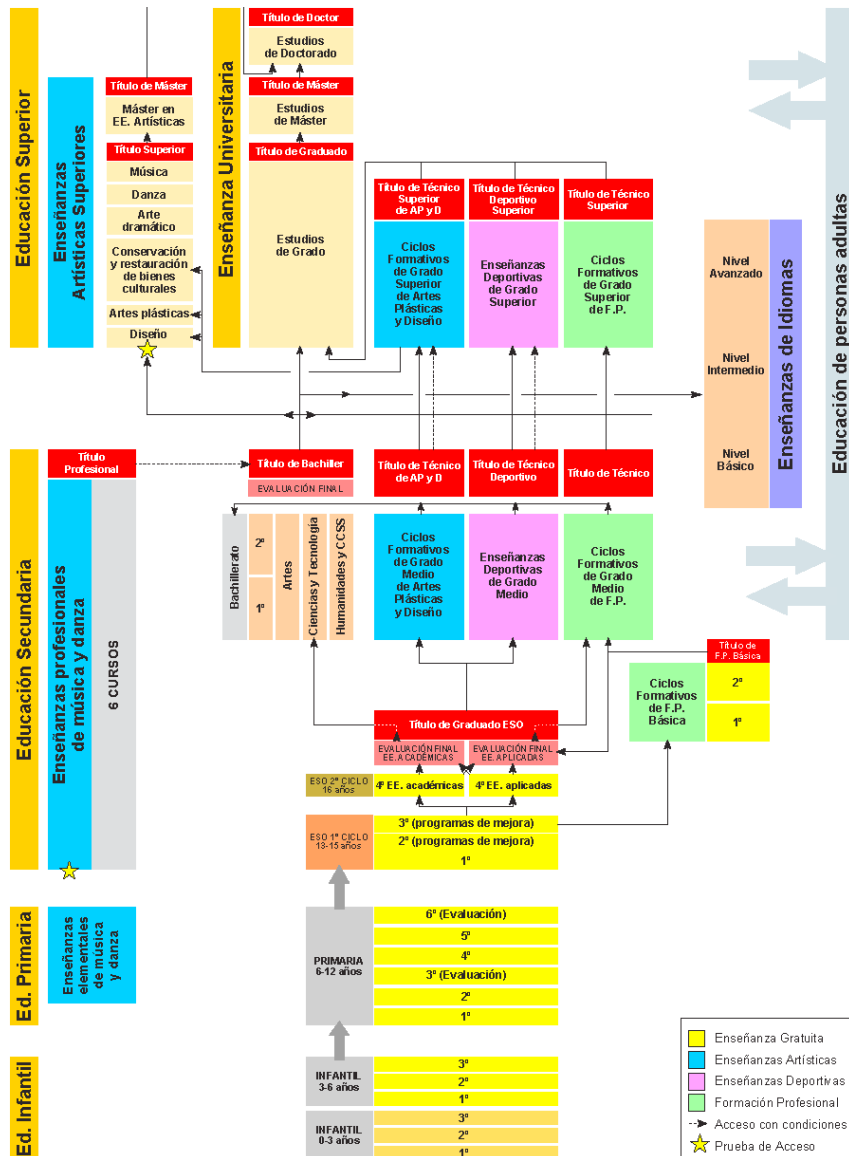 Educación Superior
Enseñanzas
Artísticas Superiores
Título de Máster
Máster en
EE. Artísticas
Título Superior
Música
Danza
Arte
dramático
Conservación
y restauración
de bienes
culturales
Artes plásticas
Diseño
Enseñanza Universitaria
Título de Doctor
Estudios
de Doctorado
Título de Máster
Estudios
de Máster
Título de Graduado
Estudios
de Grado
Título de Técnico
Superior
de AP y D
Ciclos
Formativos
de Grado
Superior
de Artes
Plásticas
y Diseño
Título de Técnico
Deportivo
Superior
Enseñanzas
Deportivas
de Grado
Superior
Título de Técnico
Superior
Ciclos
Formativos
de Grado
Superior
de F.P.
Nivel
Avanzado
Nivel
Intermedio
Nivel
Básico
Enseñanzas de Idiomas
Educación de personas adultas
Educación Secundaria
Título
Profesional
Enseñanzas profesionales
de música y danza
6 CURSOS
Título de Bachiller
EVALUACIÓN FINAL
Bachillerato
2º
1º
Artes
Ciencias y Tecnología
Humanidades y CCSS
Título de Técnico
de AP y D
Ciclos
Formativos
de Grado
Medio
de Artes
Plásticas
y Diseño
Título de Técnico
Deportivo
Enseñanzas
Deportivas
de Grado
Medio
Título de Técnico
Ciclos
Formativos
de Grado
Medio
de F.P.
Título de
F.P. Básica
Ciclos
Formativos
de F.P.
Básica
2º
1º
Título de Graduado ESO
EVALUACIÓN FINAL
EE. ACADÉMICAS
EVALUACIÓN FINAL
EE. APLICADAS
ESO 2º CICLO
16 años
4º EE. académicas
4º EE. aplicadas
ESO 1º CICLO
13-15 años
3º (programas de mejora)
2º (programas de mejora)
1º
Ed. Primaria
Enseñanzas
elementales
de música
y danza
PRIMARIA
6-12 años
6º (Evaluación)
5º
4º
3º (Evaluación)
2º
1º
Ed. Infantil
INFANTIL
3-6 años
3º
2º
1º
INFANTIL
0-3 años
3º
2º
1º
Enseñanza Gratuita
Enseñanzas Artísticas
Enseñanzas Deportivas
Formación Profesional
Acceso con condiciones
Prueba de Acceso